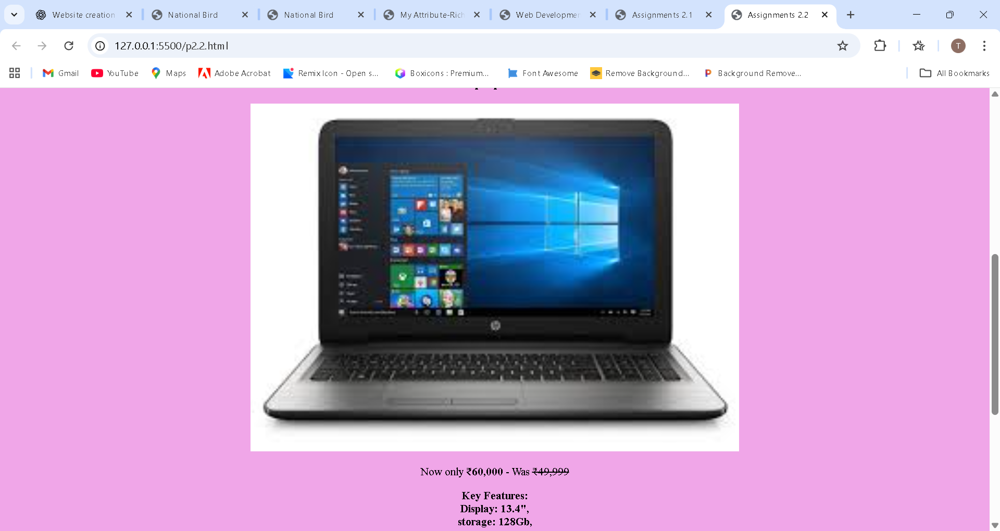 Website creation
National Bird
National Bird
My Attribute-Rich
Web Developmen
Assignments 2.1
Assignments 2.2
127.0.0.1:5500/p2.2.html
T
Gmail
YouTube
Maps
Adobe Acrobat
Remix Icon - Open s...
Boxicons : Premium...
Font Awesome
Remove Background...
Background Remove...
All Bookmarks
hp
Now only ₹60,000 - Was ₹49,999
Key Features:
Display: 13.4",
storage: 128Gb,